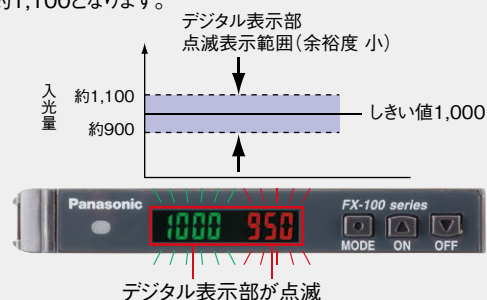 約1,100となります。
デジタル表示部
点滅表示範囲（余裕度 小）
入光量
約1,100
約900
しきい値1,000
Panasonic
1000 950
FX-100 series
MODE ON OFF
デジタル表示部が点滅